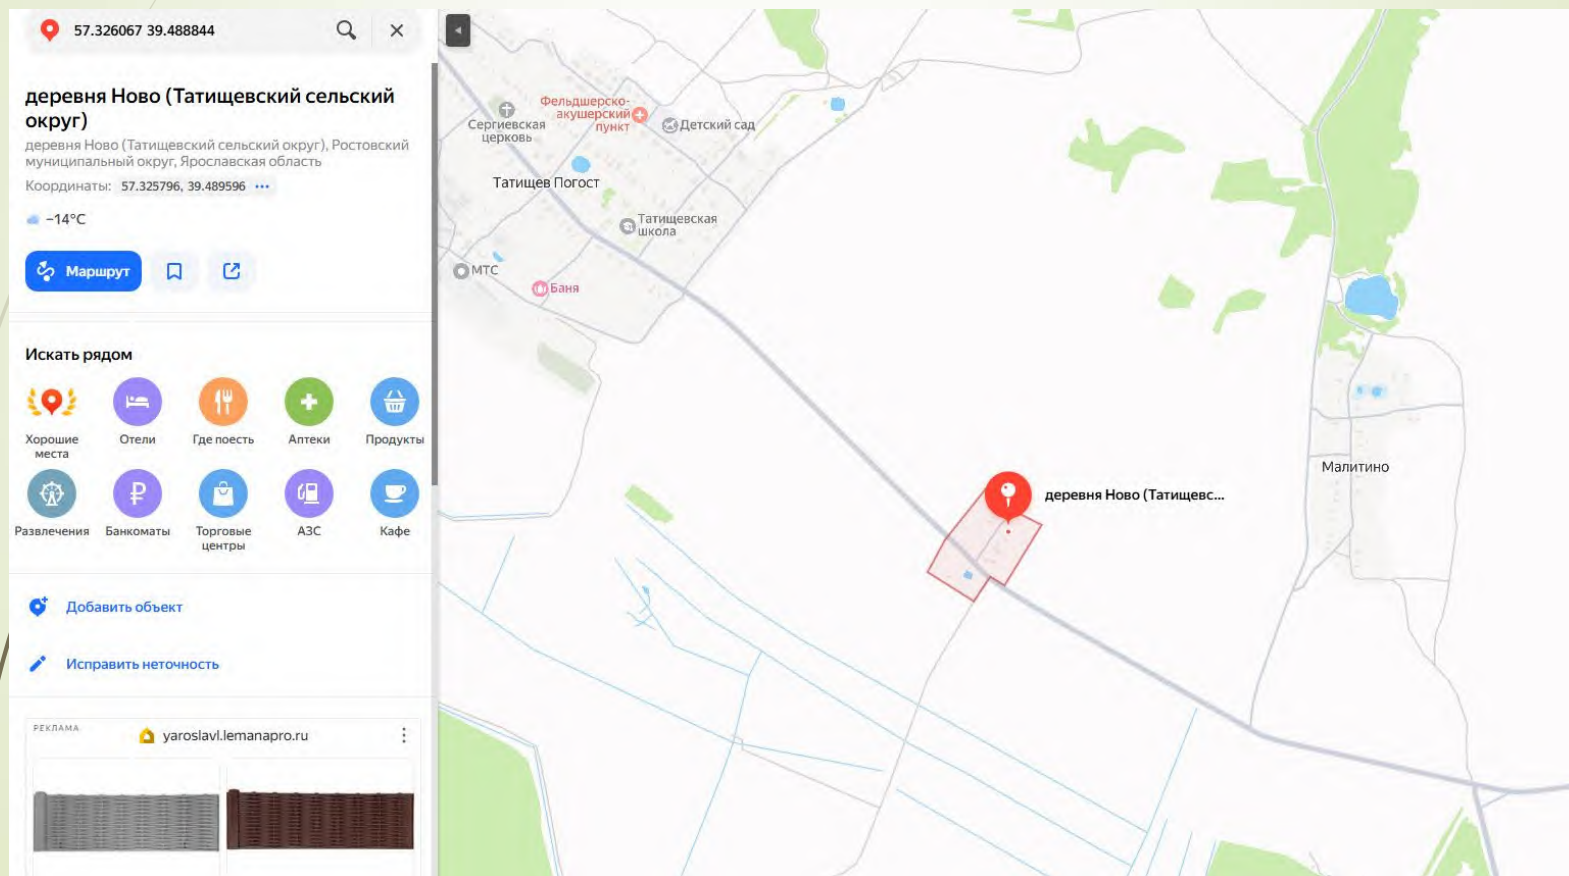 57.326067 39.488844
деревня Ново (Татищевский сельский
округ)
деревня Ново (Татищевский сельский округ), Ростовский
муниципальный округ, Ярославская область
Координаты: 57.325796, 39.489596
−14°C
Маршрут
Искать рядом
Хорошие
места
Отели
Где поесть
Аптеки
Продукты
Развлечения
Банкоматы
Торговые
центры
АЗС
Кафе
Добавить объект
Исправить неточность
РЕКЛАМА
yaroslavl.lemanapro.ru
Сергиевская
церковь
Фельдшерско-
акушерский
пункт
Детский сад
Татищев Погост
Татищевская
школа
МТС
Баня
деревня Ново (Татищевс...
Малитино